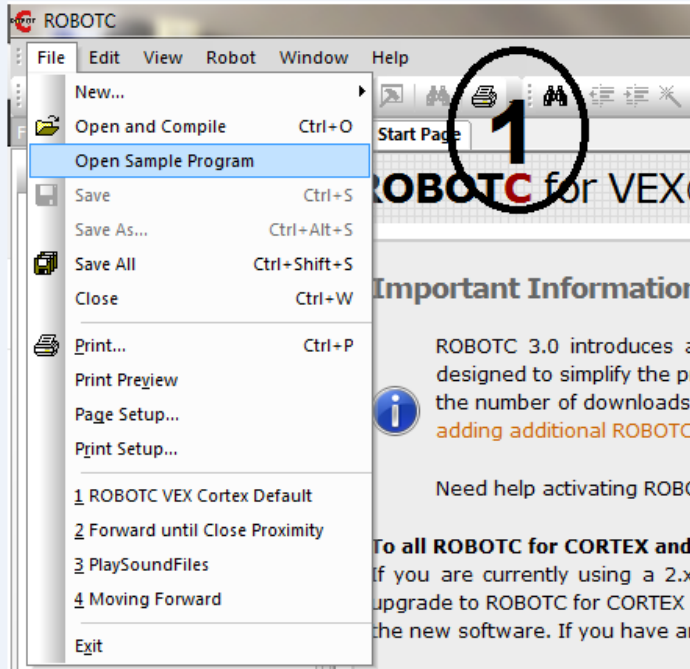 ROBOTC
File Edit View Robot Window Help
New...
Open and Compile Ctrl+O
Open Sample Program
Save Ctrl+S
Save As... Ctrl+Alt+S
Save All Ctrl+Shift+S
Close Ctrl+W
Print... Ctrl+P
Print Preview
Page Setup...
Print Setup...
1 ROBOTC VEX Cortex Default
2 Forward until Close Proximity
3 PlaySoundFiles
4 Moving Forward
Exit
1
Start Page
ROBOTC for VEX
Important Information
ROBOTC 3.0 introduces
designed to simplify the
the number of downloads
adding additional ROBOTC
Need help activating
To all ROBOTC for CORTEX and
If you are currently using a
upgrade to ROBOTC for CORTEX
the new software. If you have